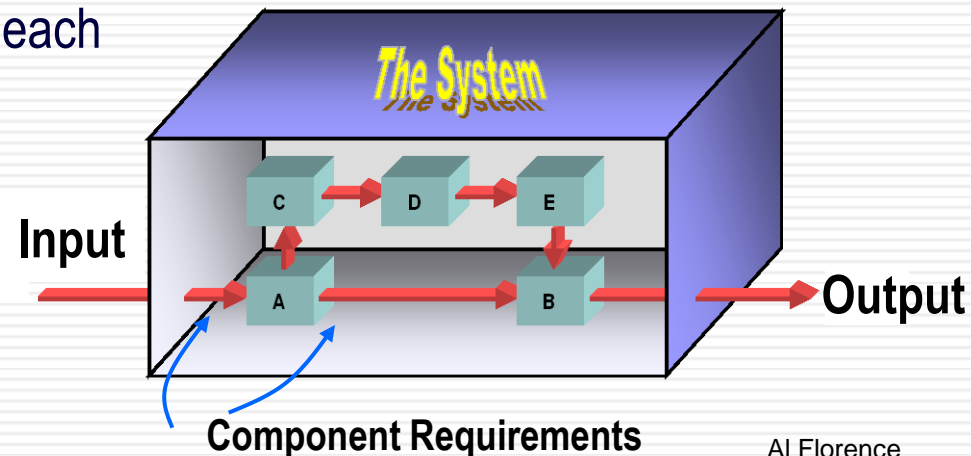 each
The System
C
D
E
Input
A
B
Output
Component Requirements
Al Florence